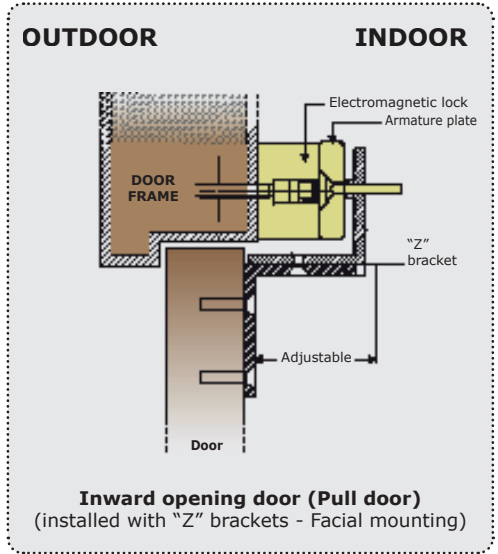 OUTDOOR INDOOR
Electromagnetic lock
Armature plate
DOOR
FRAME
“Z”
bracket
Adjustable
Door
Inward opening door (Pull door)
(installed with “Z” brackets - Facial mounting)